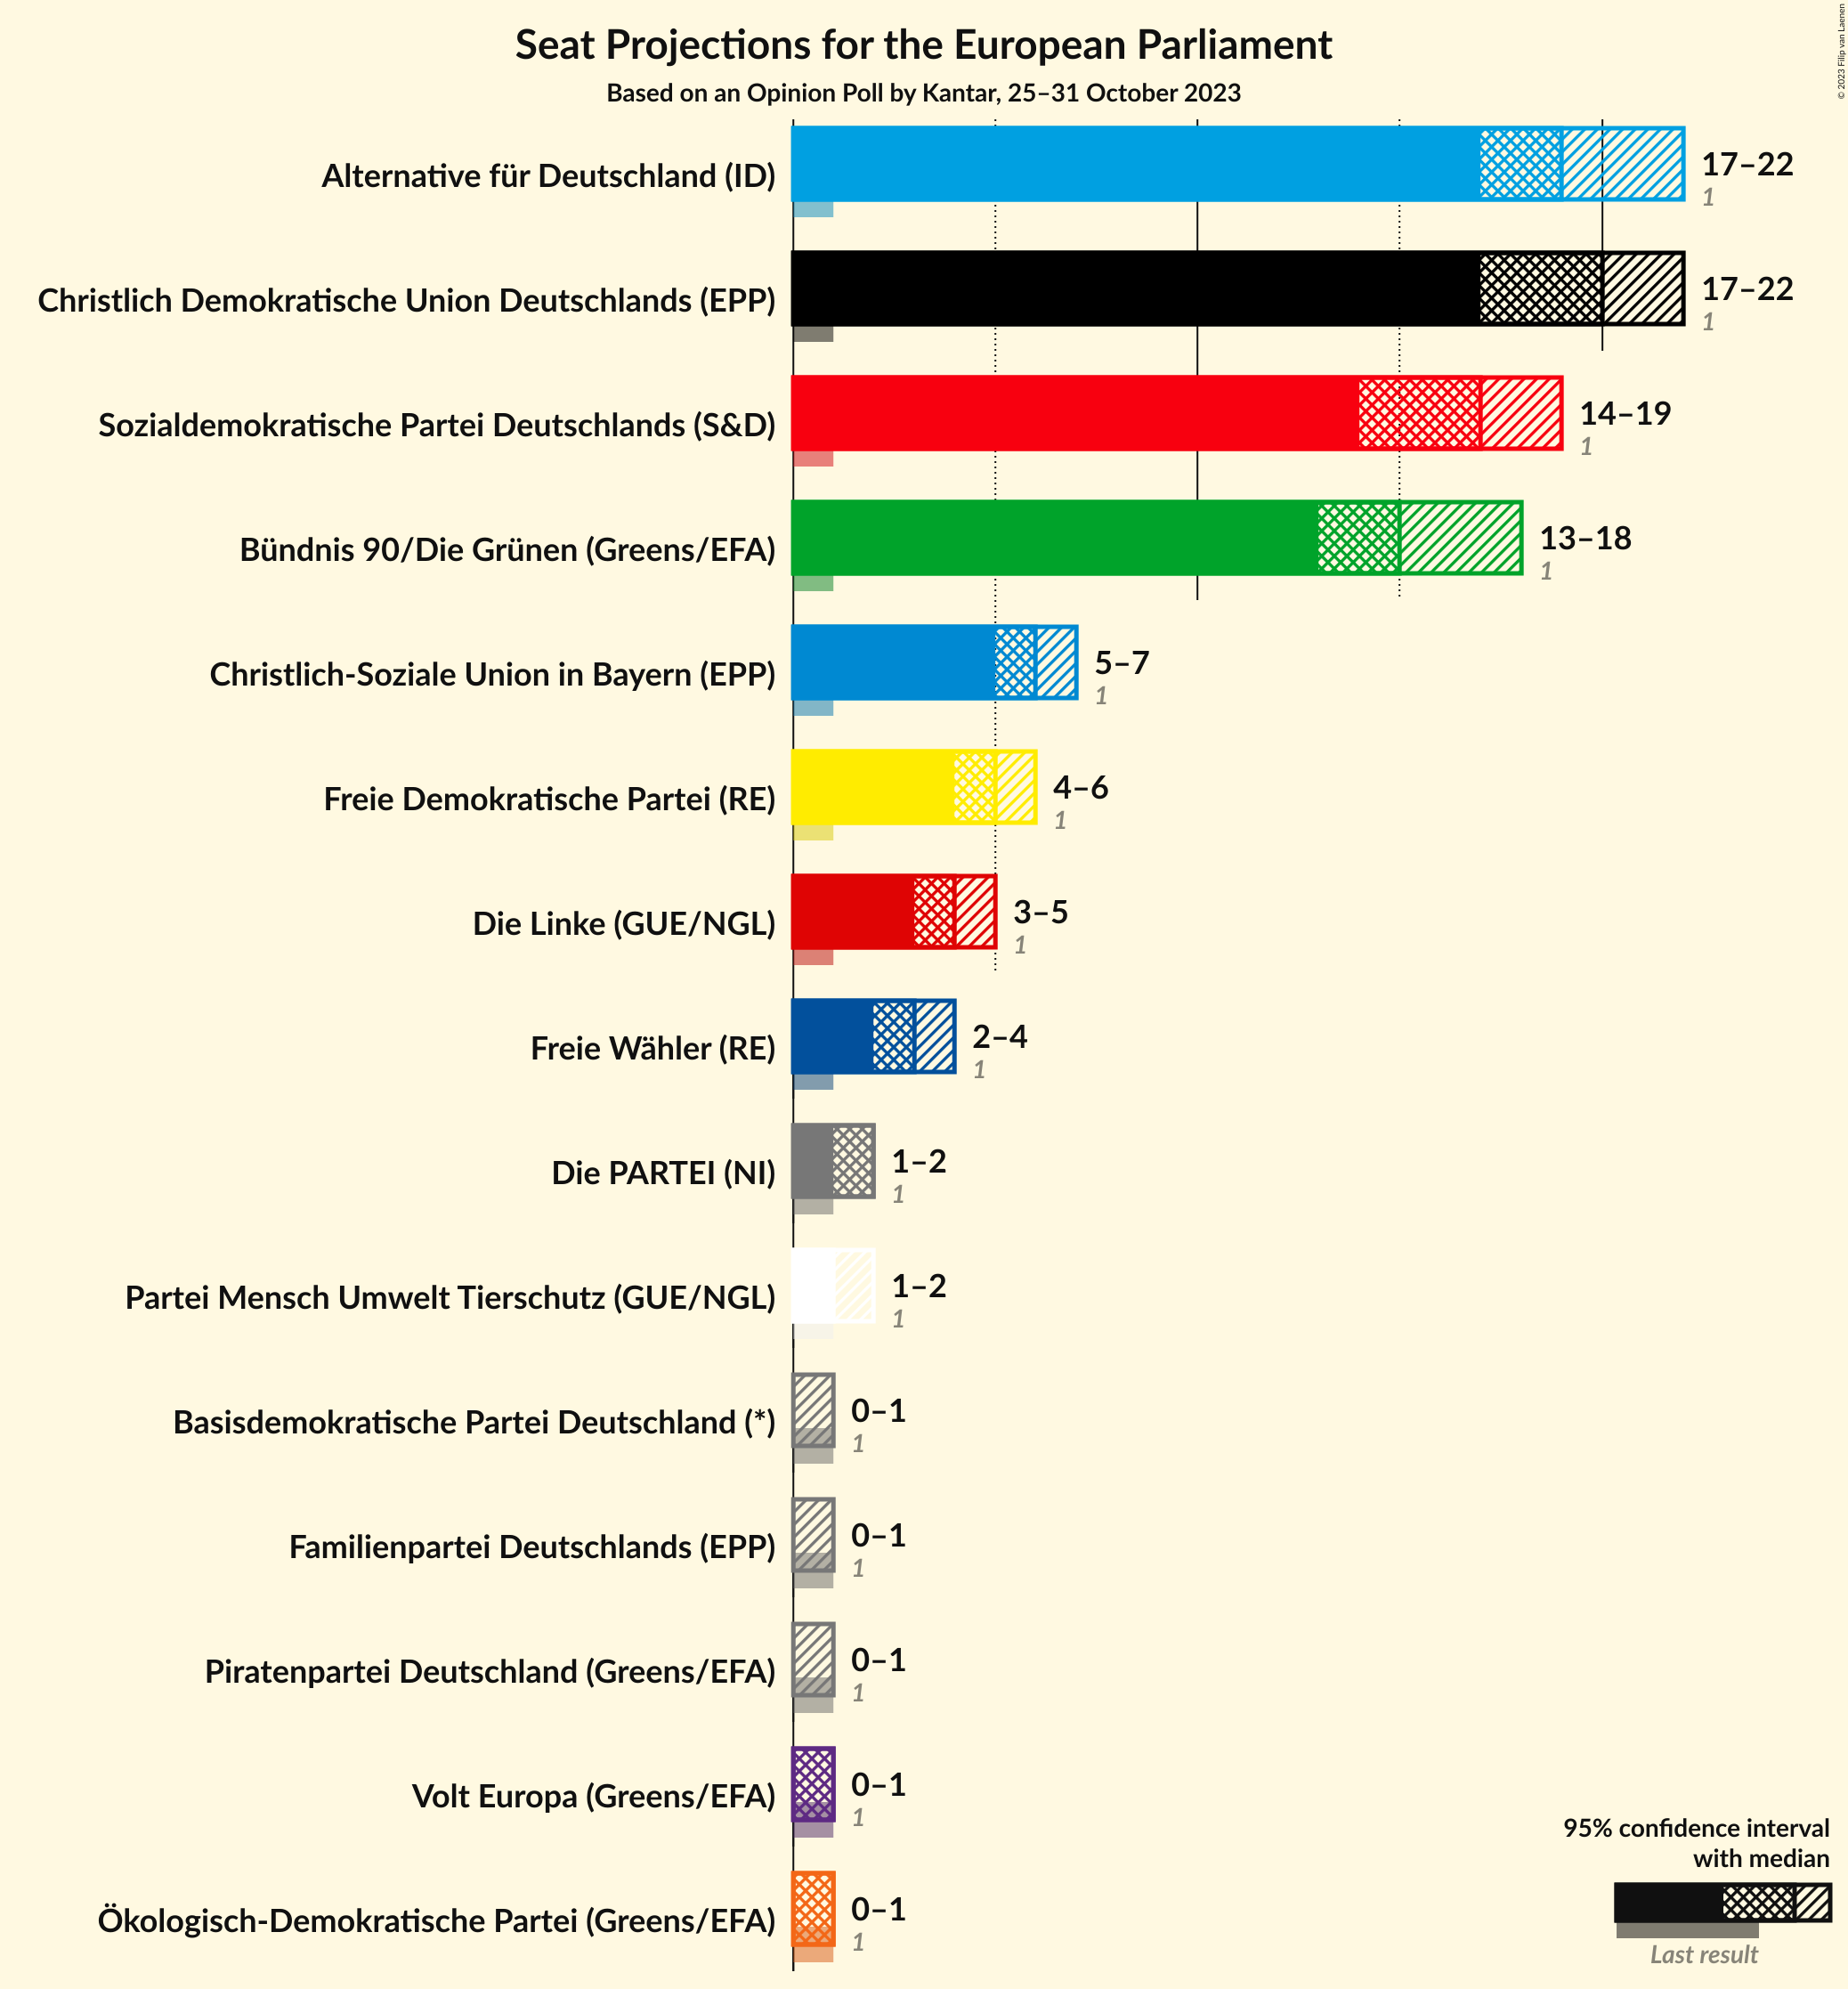 Seat Projections for the European Parliament
Based on an Opinion Poll by Kantar, 25–31 October 2023
© 2023 Filip van Laenen
Alternative für Deutschland (ID)
17–22
1
Christlich Demokratische Union Deutschlands (EPP)
17–22
1
Sozialdemokratische Partei Deutschlands (S&D)
14–19
1
Bündnis 90/Die Grünen (Greens/EFA)
13–18
1
Christlich-Soziale Union in Bayern (EPP)
5–7
1
Freie Demokratische Partei (RE)
4–6
1
Die Linke (GUE/NGL)
3–5
1
Freie Wähler (RE)
2–4
1
Die PARTEI (NI)
1–2
1
Partei Mensch Umwelt Tierschutz (GUE/NGL)
1–2
1
Basisdemokratische Partei Deutschland (*)
0–1
1
Familienpartei Deutschlands (EPP)
0–1
1
Piratenpartei Deutschland (Greens/EFA)
0–1
1
Volt Europa (Greens/EFA)
0–1
1
Ökologisch-Demokratische Partei (Greens/EFA)
0–1
1
95% confidence interval
with median
Last result